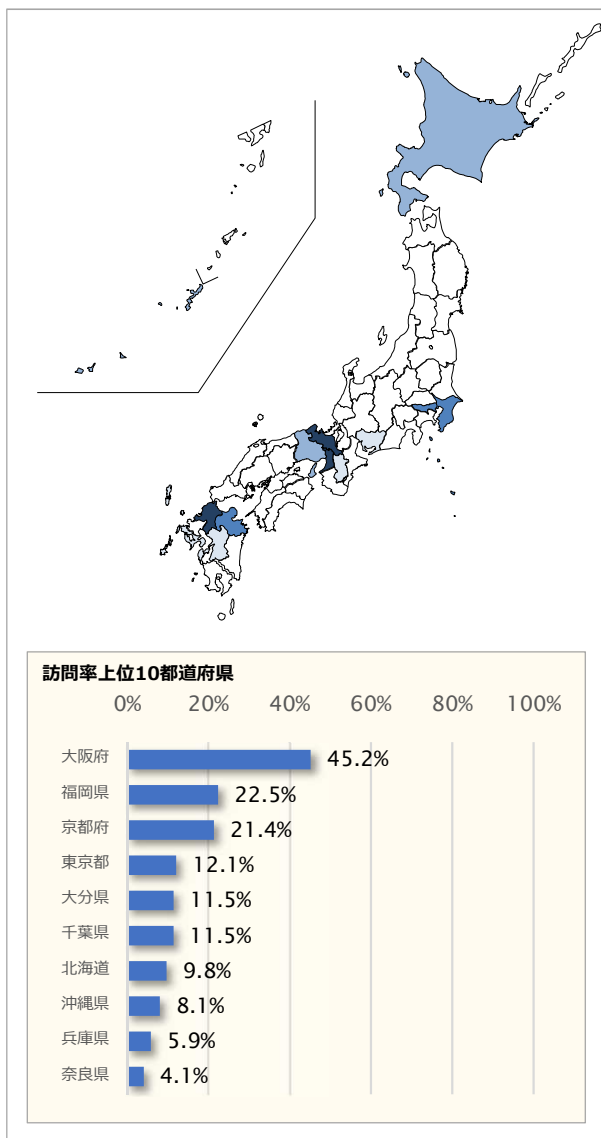 訪問率上位10都道府県
0% 20% 40% 60% 80% 100%
大阪府 45.2%
福岡県 22.5%
京都府 21.4%
東京都 12.1%
大分県 11.5%
千葉県 11.5%
北海道 9.8%
沖縄県 8.1%
兵庫県 5.9%
奈良県 4.1%